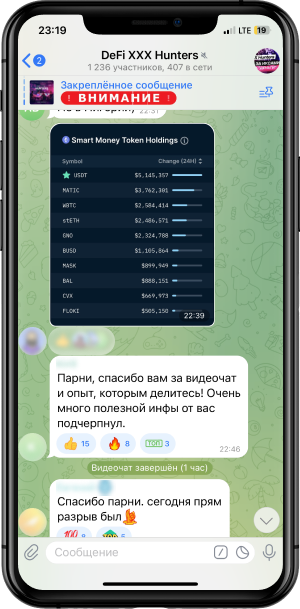 23:19
LTE 19
2
DeFi XXX Hunters
1 236 участников, 407 в сети
Закреплённое сообщение
! ВНИМАНИЕ !
22:31
Smart Money Token Holdings
Symbol Change (24H)
USDT $5,145,357
MATIC $3,762,301
WBTC $2,584,414
stETH $2,486,571
GNO $2,324,788
BUSD $1,105,864
MASK $899,949
BAL $888,151
CVX $669,973
FLOKI $505,150
22:39
Парни, спасибо вам за видеочат
и опыт, которым делитесь! Очень
много полезной инфы от вас
подчерпнул.
👍 15 🔥 8 ТОП 3
22:46
Видеочат завершён (1 час)
Спасибо парни. сегодня прям
разрыв был
100 8 5
Сообщение